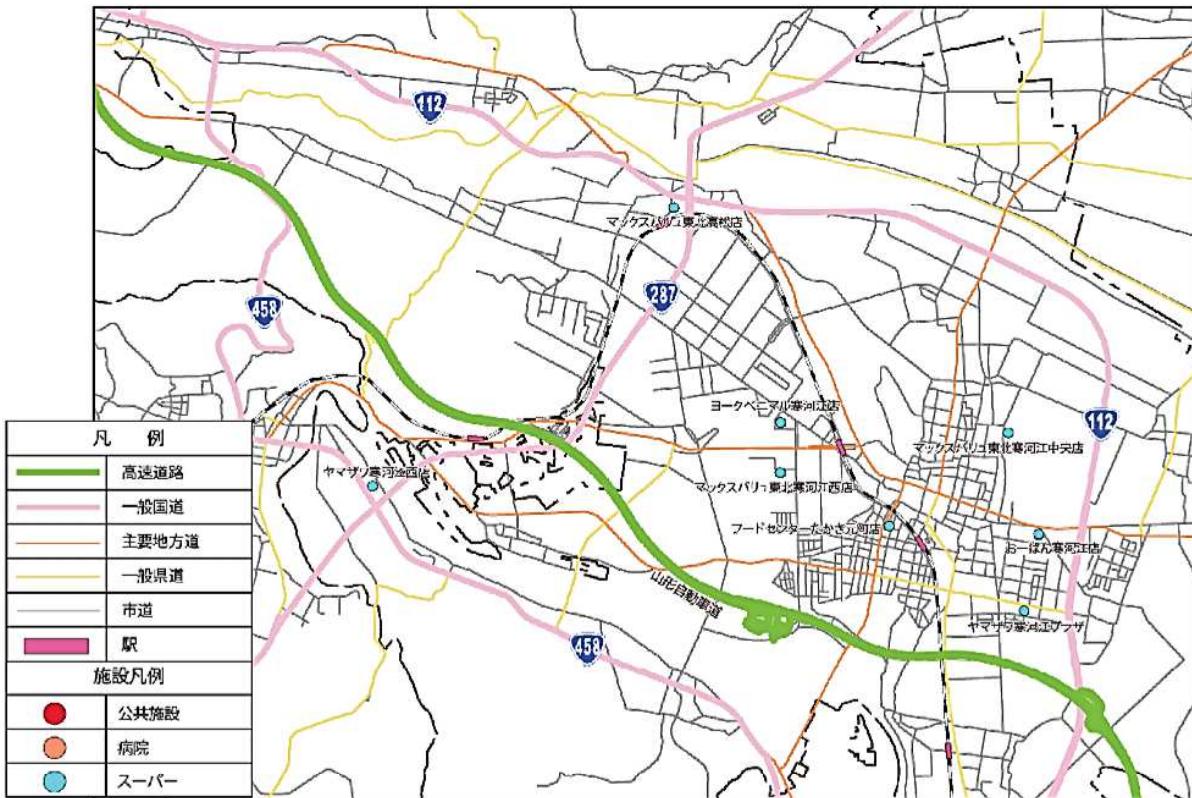 112
マックスバリュ東北高松店
287
458
ヨークベニマル寒河江店
マックスバリュ東北寒河江中央店
112
ヤマザワ寒河江西店
マックスバリュ東北寒河江西店
フードセンターたかき元町店
おーばん寒河江店
山形自動車道
ヤマザワ寒河江プラザ
458
凡 例
高速道路
一般国道
主要地方道
一般県道
市道
駅
施設凡例
公共施設
病院
スーパー